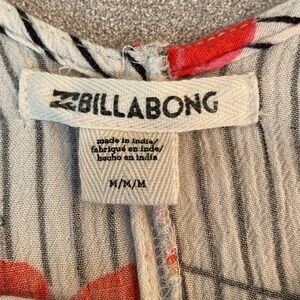 BILLABONG
made in india/
fabriqué en inde/
hecho en india
M/M/M